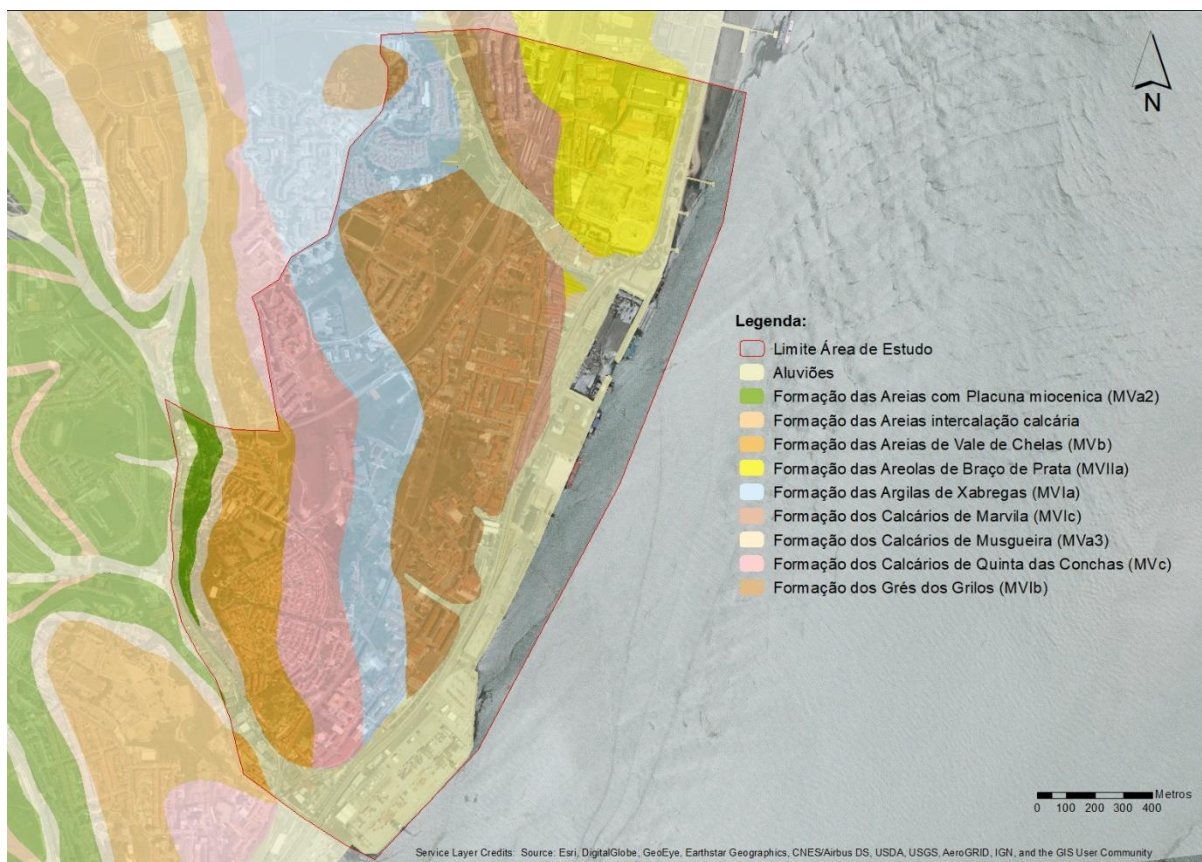 N
Legenda:
Limite Área de Estudo
Aluviões
Formação das Areias com Placuna miocenica (MVa2)
Formação das Areias intercalação calcária
Formação das Areias de Vale de Chelas (MVb)
Formação das Areolas de Braço de Prata (MVIIa)
Formação das Argilas de Xabregas (MVIa)
Formação dos Calcários de Marvila (MVIc)
Formação dos Calcários de Musgueira (MVa3)
Formação dos Calcários de Quinta das Conchas (MVc)
Formação dos Grés dos Grilos (MVIb)
Metros
0 100 200 300 400
Service Layer Credits: Source: Esri, DigitalGlobe, GeoEye, Earthstar Geographics, CNES/Airbus DS, USDA, USGS, AeroGRID, IGN, and the GIS User Community